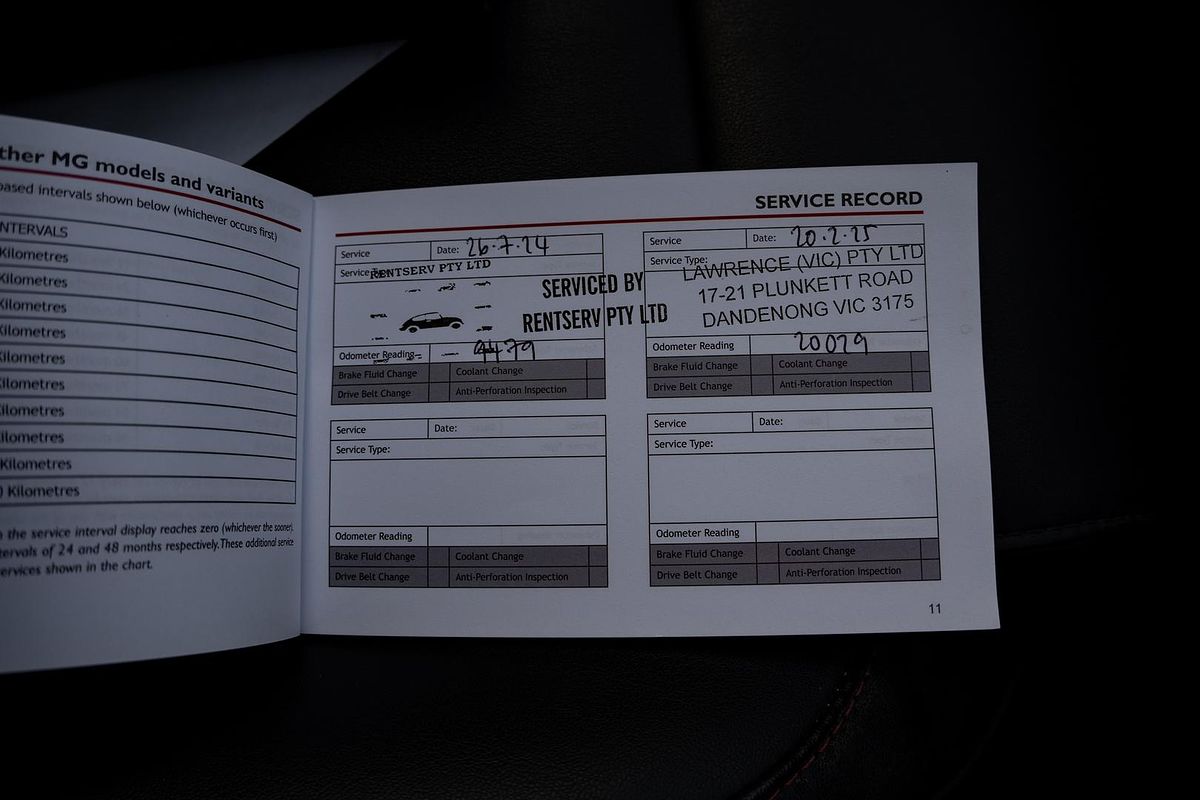 ther MG models and variants
based intervals shown below (whichever occurs first)
NTERVALS
Kilometres
Kilometres
Kilometres
Kilometres
Kilometres
Kilometres
Kilometres
Kilometres
Kilometres
0 Kilometres
n the service interval display reaches zero (whichever the sooner).
tervals of 24 and 48 months respectively. These additional service
ervices shown in the chart.
SERVICE RECORD
Service
Date: 26.7.24
Service
RENTSERV PTY LTD
Odometer Reading
Brake Fluid Change
Coolant Change
Drive Belt Change
Anti-Perforation Inspection
SERVICED BY
RENTSERV PTY LTD
Service
Date: 20.2.25
Service Type:
LAWRENCE (VIC) PTY LTD
17-21 PLUNKETT ROAD
DANDENONG VIC 3175
Odometer Reading
20079
Brake Fluid Change
Coolant Change
Drive Belt Change
Anti-Perforation Inspection
Service
Date:
Service Type:
Odometer Reading
Brake Fluid Change
Coolant Change
Drive Belt Change
Anti-Perforation Inspection
Service
Date:
Service Type:
Odometer Reading
Brake Fluid Change
Coolant Change
Drive Belt Change
Anti-Perforation Inspection
11